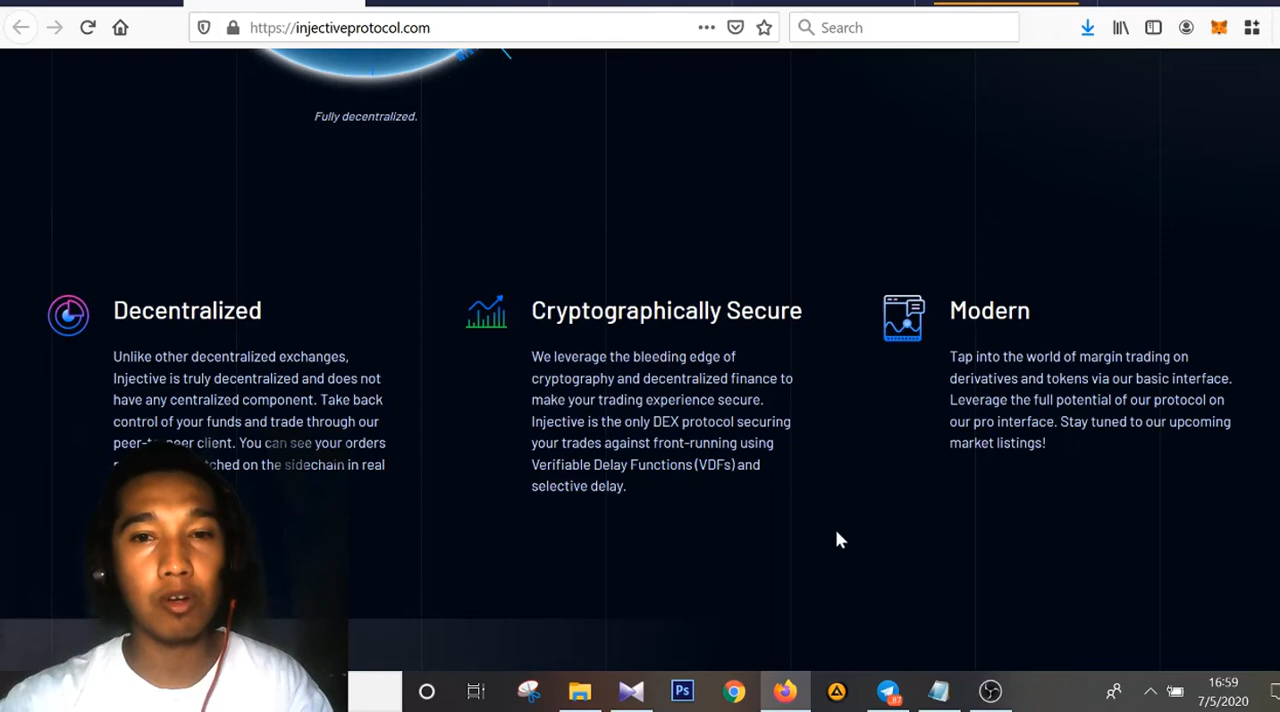 https://injectiveprotocol.com
Search
Fully decentralized.
Decentralized
Unlike other decentralized exchanges,
Injective is truly decentralized and does not
have any centralized component. Take back
control of your funds and trade through our
peer-to-peer client. You can see your orders
tched on the sidechain in real
Cryptographically Secure
We leverage the bleeding edge of
cryptography and decentralized finance to
make your trading experience secure.
Injective is the only DEX protocol securing
your trades against front-running using
Verifiable Delay Functions (VDFs) and
selective delay.
Modern
Tap into the world of margin trading on
derivatives and tokens via our basic interface.
Leverage the full potential of our protocol on
our pro interface. Stay tuned to our upcoming
market listings!
Ps
87
16:59
7/5/2020